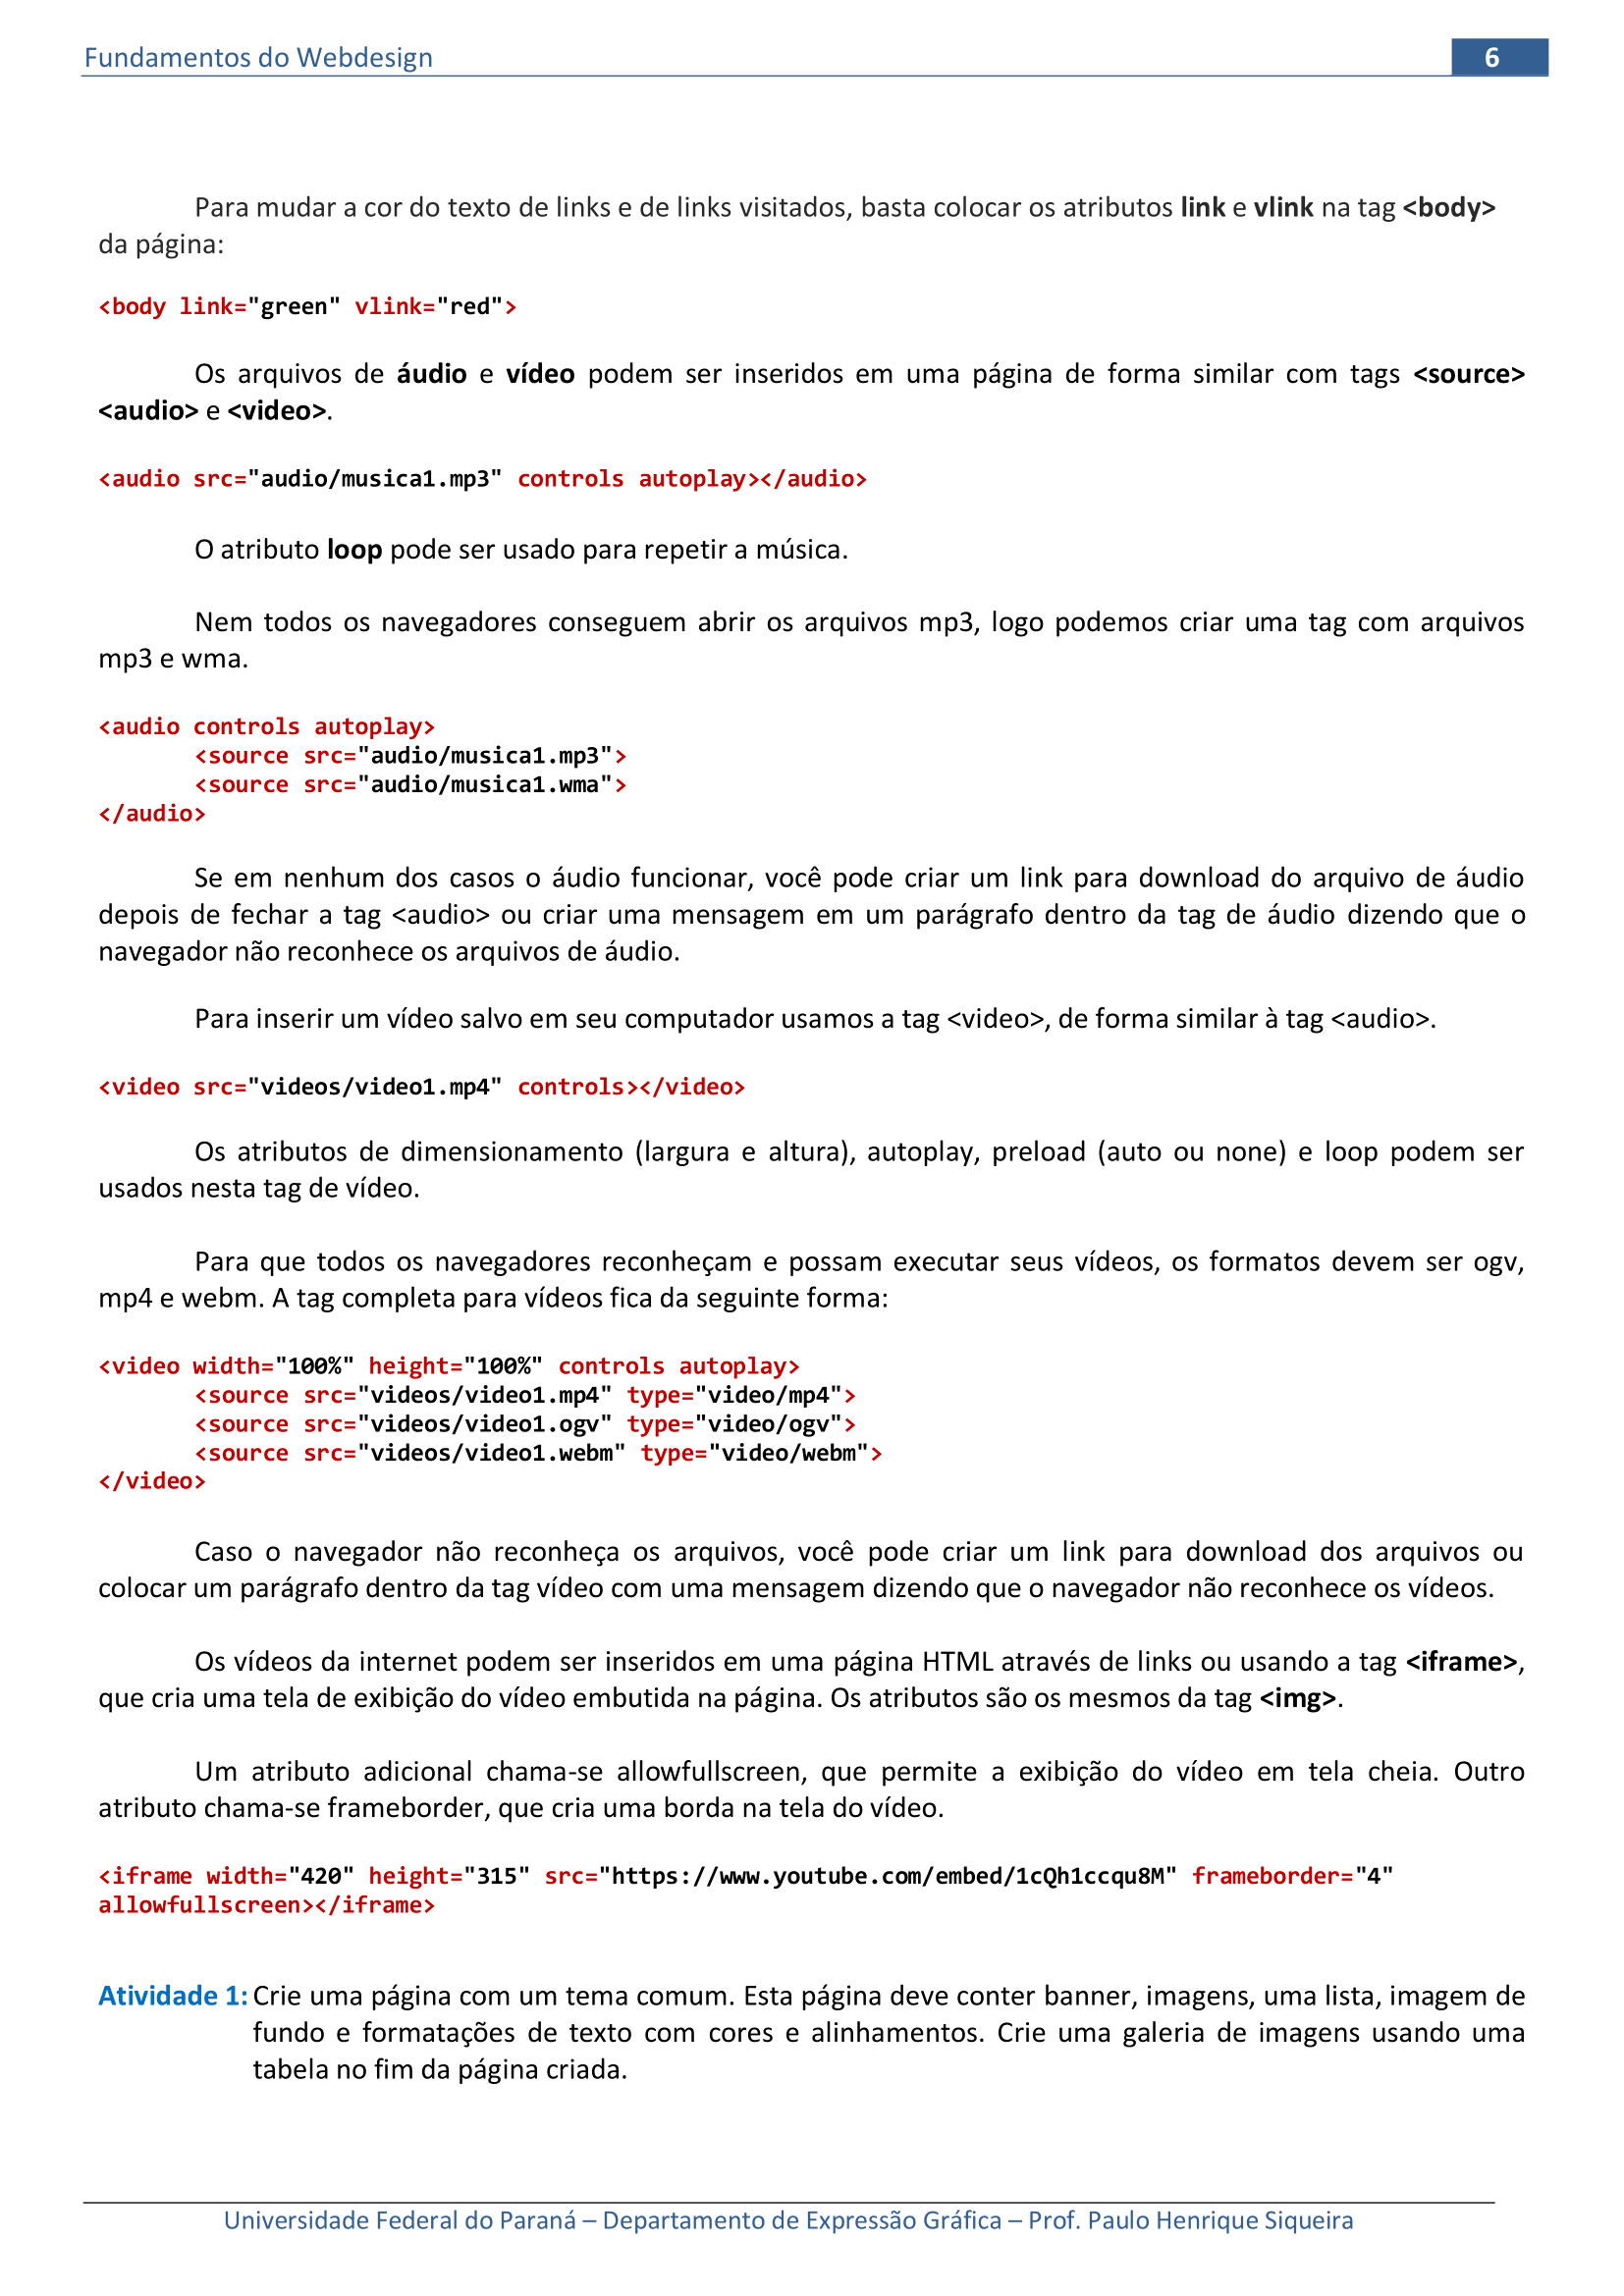 Fundamentos do Webdesign 6
Para mudar a cor do texto de links e de links visitados, basta colocar os atributos link e vlink na tag <body>
da página:
<body link="green" vlink="red">
Os arquivos de áudio e vídeo podem ser inseridos em uma página de forma similar com tags <source>
<audio> e <video>.
<audio src="audio/musica1.mp3" controls autoplay></audio>
O atributo loop pode ser usado para repetir a música.
Nem todos os navegadores conseguem abrir os arquivos mp3, logo podemos criar uma tag com arquivos
mp3 e wma.
<audio controls autoplay>
<source src="audio/musica1.mp3">
<source src="audio/musica1.wma">
</audio>
Se em nenhum dos casos o áudio funcionar, você pode criar um link para download do arquivo de áudio
depois de fechar a tag <audio> ou criar uma mensagem em um parágrafo dentro da tag de áudio dizendo que o
navegador não reconhece os arquivos de áudio.
Para inserir um vídeo salvo em seu computador usamos a tag <video>, de forma similar à tag <audio>.
<video src="videos/video1.mp4" controls></video>
Os atributos de dimensionamento (largura e altura), autoplay, preload (auto ou none) e loop podem ser
usados nesta tag de vídeo.
Para que todos os navegadores reconheçam e possam executar seus vídeos, os formatos devem ser ogv,
mp4 e webm. A tag completa para vídeos fica da seguinte forma:
<video width="100%" height="100%" controls autoplay>
<source src="videos/video1.mp4" type="video/mp4">
<source src="videos/video1.ogv" type="video/ogv">
<source src="videos/video1.webm" type="video/webm">
</video>
Caso o navegador não reconheça os arquivos, você pode criar um link para download dos arquivos ou
colocar um parágrafo dentro da tag vídeo com uma mensagem dizendo que o navegador não reconhece os vídeos.
Os vídeos da internet podem ser inseridos em uma página HTML através de links ou usando a tag <iframe>,
que cria uma tela de exibição do vídeo embutida na página. Os atributos são os mesmos da tag <img>.
Um atributo adicional chama-se allowfullscreen, que permite a exibição do vídeo em tela cheia. Outro
atributo chama-se frameborder, que cria uma borda na tela do vídeo.
<iframe width="420" height="315" src="https://www.youtube.com/embed/1cQh1ccqu8M" frameborder="4"
allowfullscreen></iframe>
Atividade 1: Crie uma página com um tema comum. Esta página deve conter banner, imagens, uma lista, imagem de
fundo e formatações de texto com cores e alinhamentos. Crie uma galeria de imagens usando uma
tabela no fim da página criada.
Universidade Federal do Paraná – Departamento de Expressão Gráfica – Prof. Paulo Henrique Siqueira